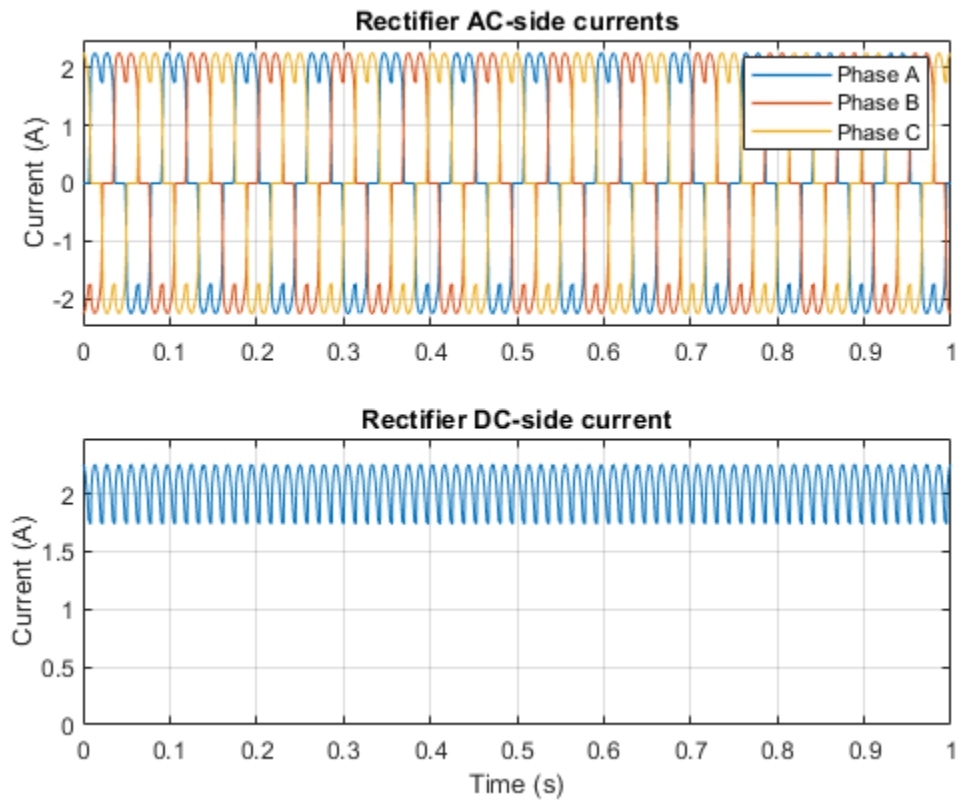 Rectifier AC-side currents
Current (A)
2
1
0
-1
-2
Phase A
Phase B
Phase C
0 0.1 0.2 0.3 0.4 0.5 0.6 0.7 0.8 0.9 1
Rectifier DC-side current
Current (A)
2
1.5
1
0.5
0
0 0.1 0.2 0.3 0.4 0.5 0.6 0.7 0.8 0.9 1
Time (s)